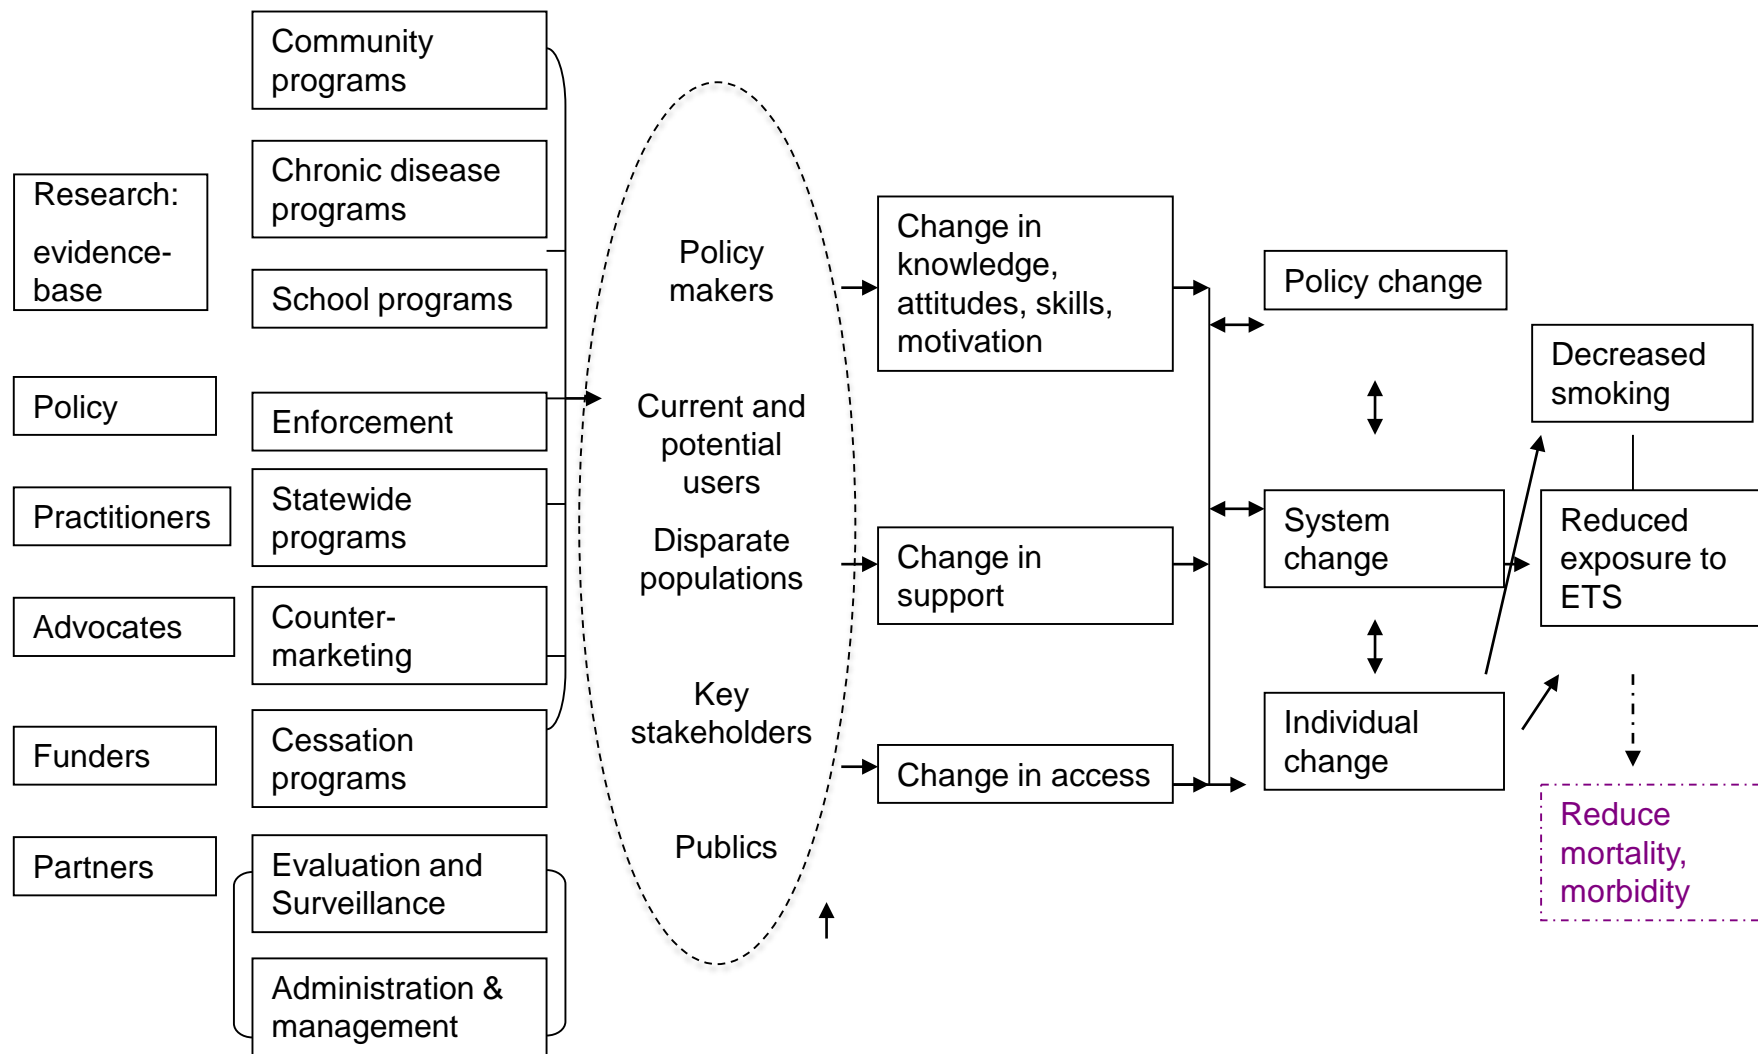 Research:
evidence-
base
Policy
Practitioners
Advocates
Funders
Partners
Community
programs
Chronic disease
programs
School programs
Enforcement
Statewide
programs
Counter-
marketing
Cessation
programs
Evaluation and
Surveillance
Administration &
management
Policy
makers
Current and
potential
users
Disparate
populations
Key
stakeholders
Publics
Change in
knowledge,
attitudes, skills,
motivation
Change in
support
Change in access
Policy change
System
change
Individual
change
Decreased
smoking
Reduced
exposure to
ETS
Reduce
mortality,
morbidity